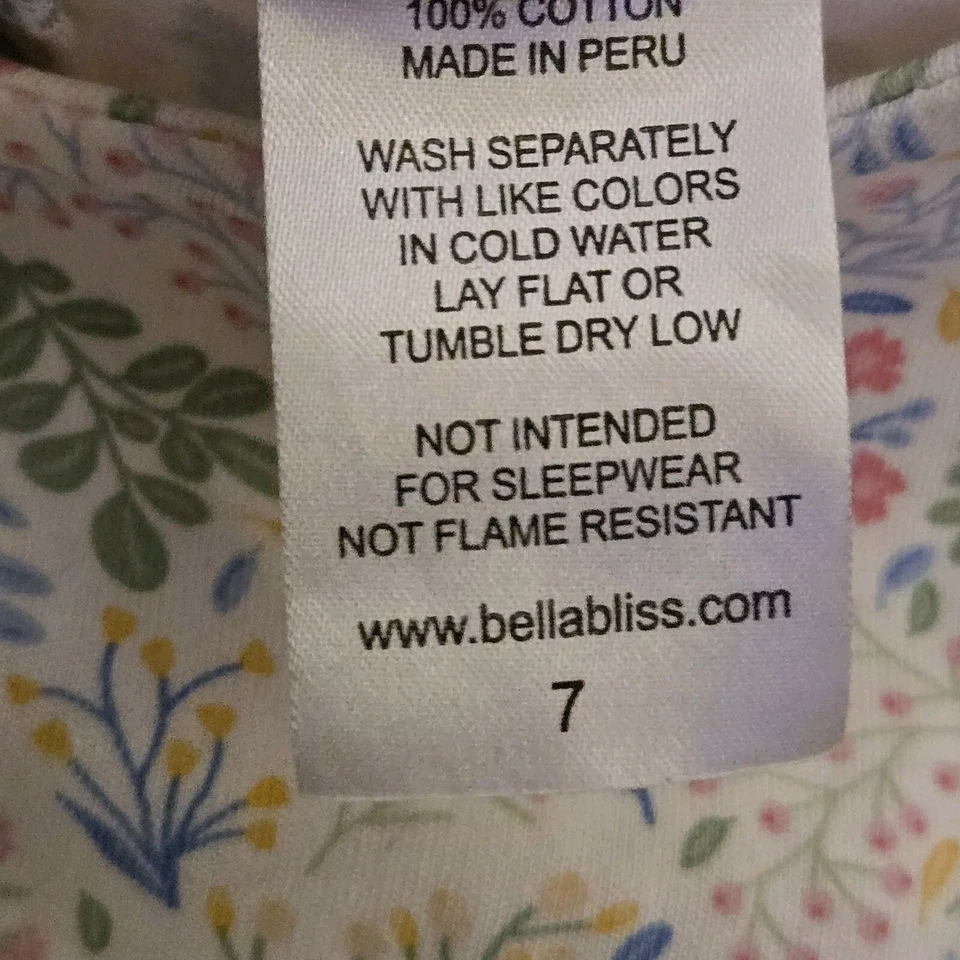 100% COTTON
MADE IN PERU
WASH SEPARATELY
WITH LIKE COLORS
IN COLD WATER
LAY FLAT OR
TUMBLE DRY LOW
NOT INTENDED
FOR SLEEPWEAR
NOT FLAME RESISTANT
www.bellabliss.com
7